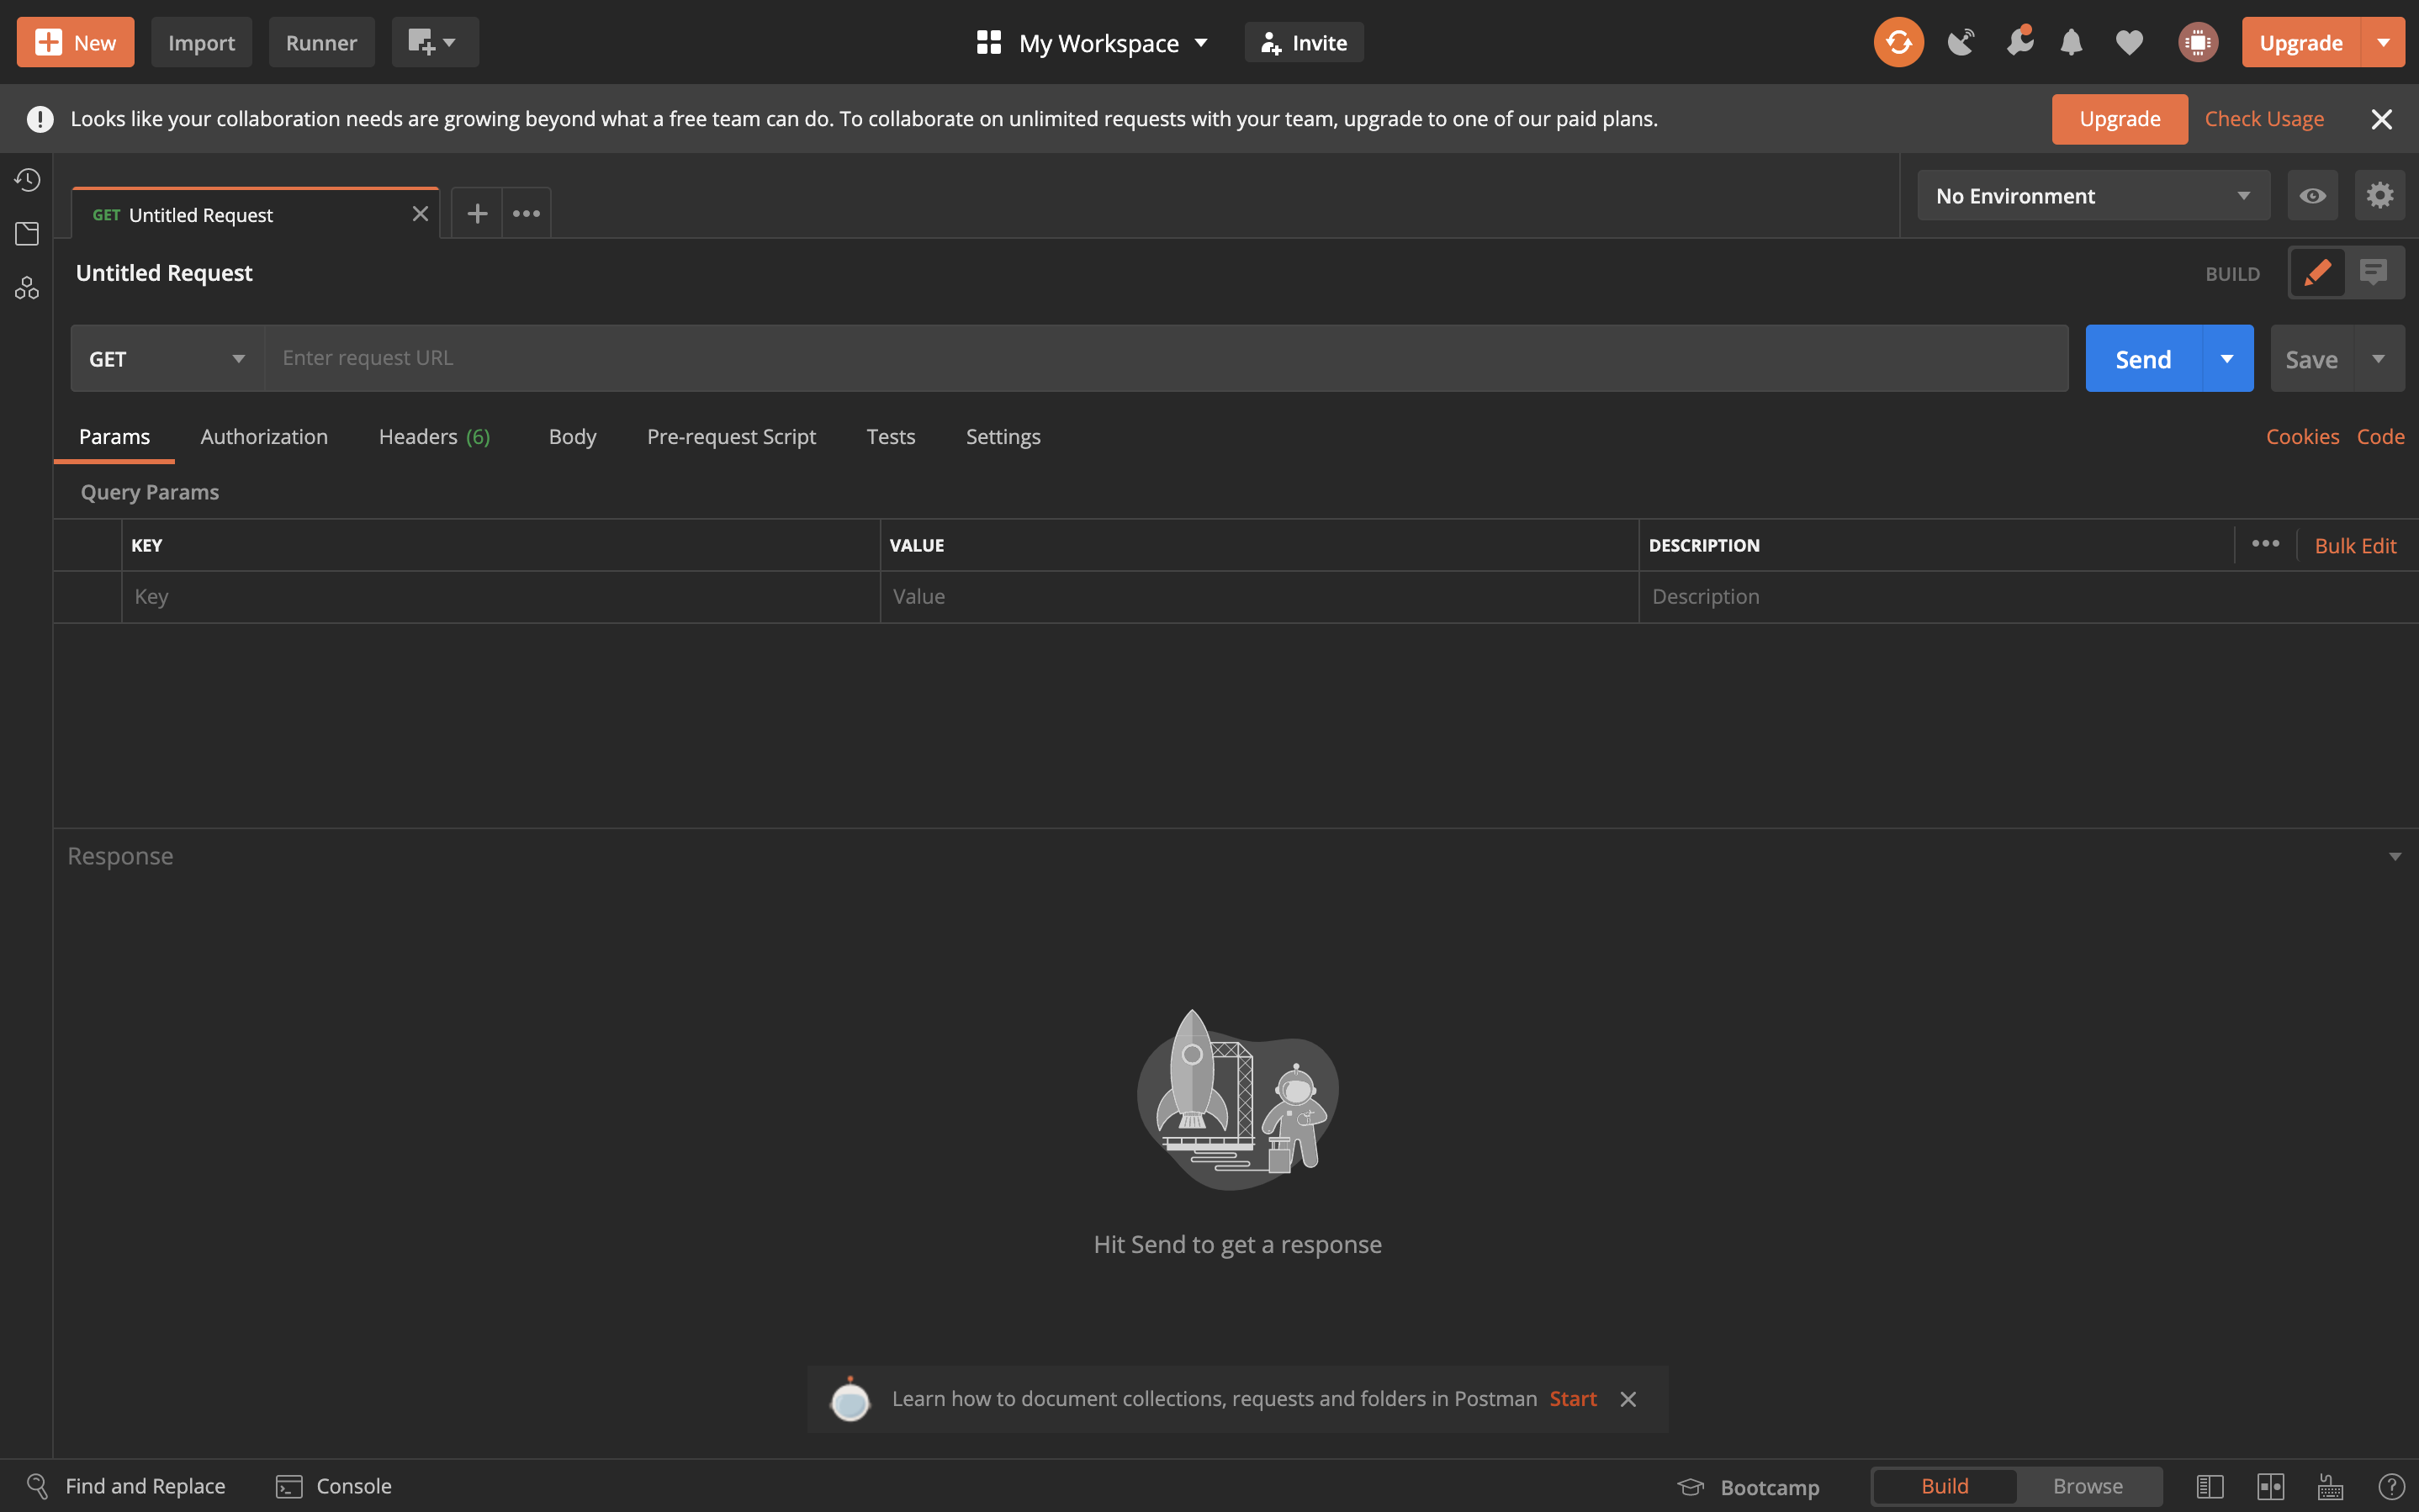 New Import Runner My Workspace Invite Upgrade
Looks like your collaboration needs are growing beyond what a free team can do. To collaborate on unlimited requests with your team, upgrade to one of our paid plans. Upgrade Check Usage
GET Untitled Request No Environment
Untitled Request BUILD
GET Enter request URL Send Save
Params Authorization Headers (6) Body Pre-request Script Tests Settings Cookies Code
Query Params
KEY VALUE DESCRIPTION Bulk Edit
Key Value Description
Response
Hit Send to get a response
Learn how to document collections, requests and folders in Postman Start
Find and Replace Console Bootcamp Build Browse